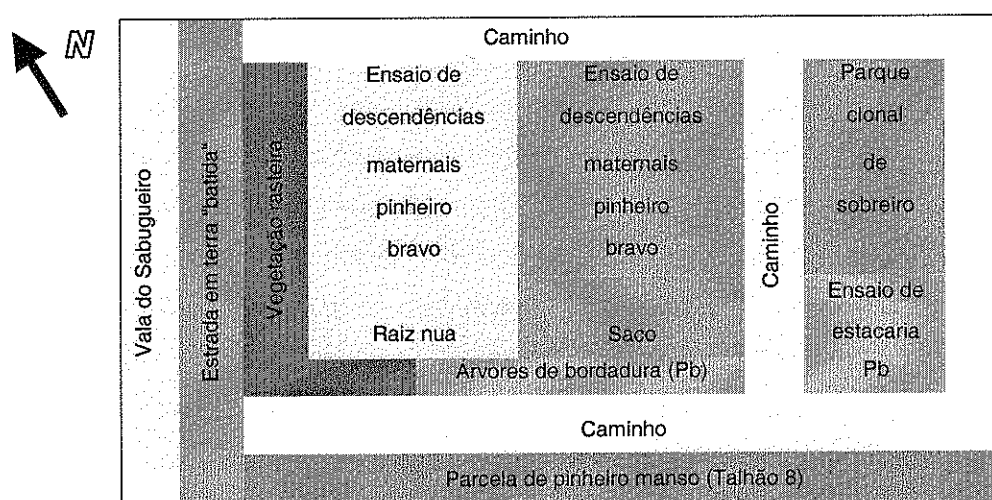 N
Caminho
Vala do Sabugueiro
Estrada em terra "batida"
Vegetação rasteira
Ensaio de
descendências
maternais
pinheiro
bravo
Raiz nua
Ensaio de
descendências
maternais
pinheiro
bravo
Saco
Arvores de bordadura (Pb)
Caminho
Parque
clonal
de
sobreiro
Ensaio de
estacaria
Pb
Caminho
Parcela de pinheiro manso (Talhão 8)